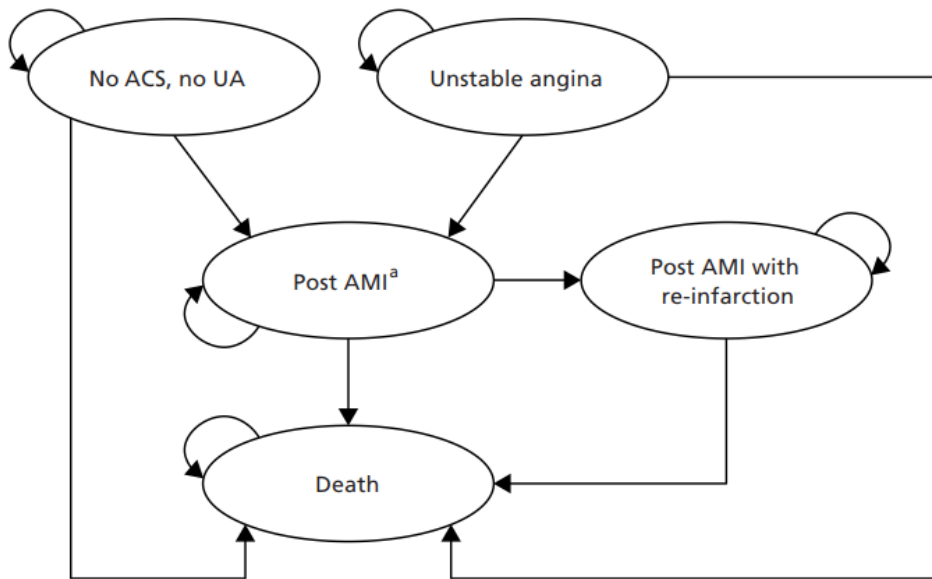 No ACS, no UA
Unstable angina
Post AMIᵃ
Post AMI with
re-infarction
Death